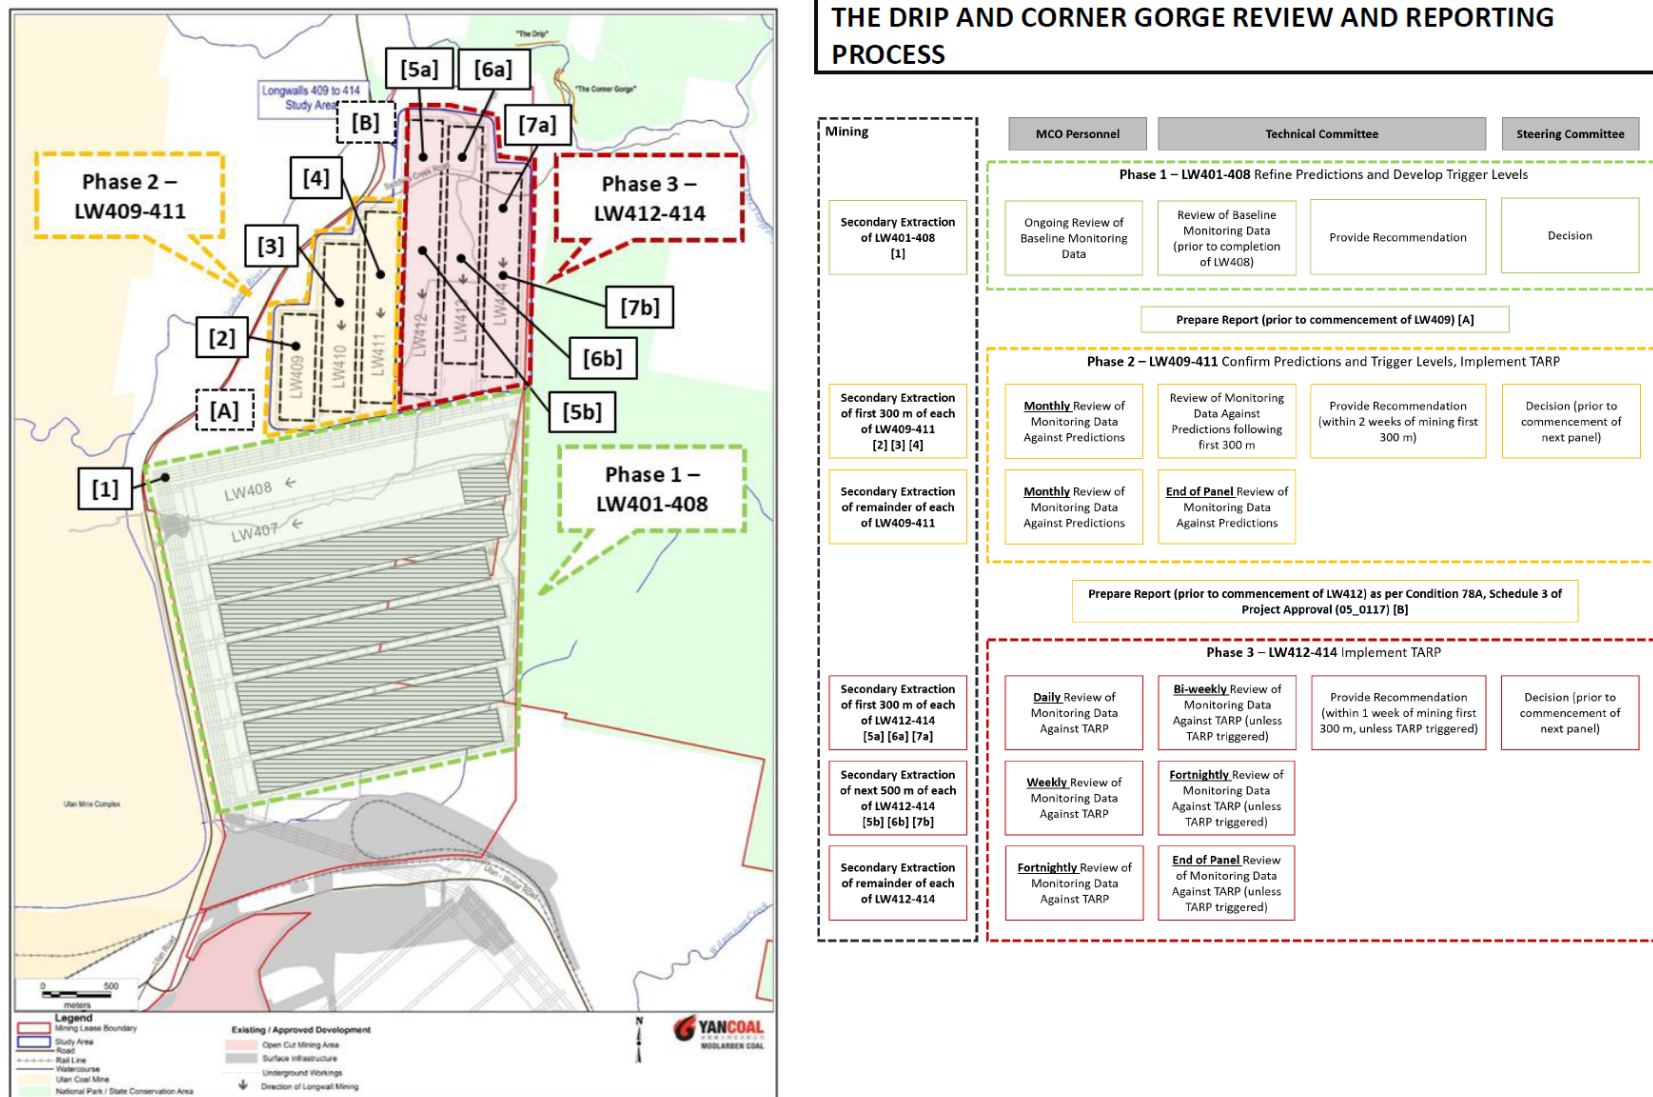 THE DRIP AND CORNER GORGE REVIEW AND REPORTING
PROCESS
"The Drip"
"The Corner Gorge"
Longwalls 409 to 414
Study Area
[5a]
[6a]
[B]
[7a]
[4]
Phase 2 –
LW409-411
Phase 3 –
LW412-414
[3]
[7b]
[2]
[6b]
[A]
[5b]
LW409
LW410
LW411
LW412
[1]
Phase 1 –
LW401-408
LW408
LW407
Ulan Mine Complex
Ulan - Wollar Road
Ulan Road
0 500
meters
Legend
Mining Lease Boundary
Study Area
Road
Rail Line
Watercourse
Ulan Coal Mine
National Park / State Conservation Area
Existing / Approved Development
Open Cut Mining Area
Surface Infrastructure
Underground Workings
Direction of Longwall Mining
N
YANCOAL
MOOLARBEN COAL
Mining
MCO Personnel
Technical Committee
Steering Committee
Phase 1 – LW401-408 Refine Predictions and Develop Trigger Levels
Secondary Extraction
of LW401-408
[1]
Ongoing Review of
Baseline Monitoring
Data
Review of Baseline
Monitoring Data
(prior to completion
of LW408)
Provide Recommendation
Decision
Prepare Report (prior to commencement of LW409) [A]
Phase 2 – LW409-411 Confirm Predictions and Trigger Levels, Implement TARP
Secondary Extraction
of first 300 m of each
of LW409-411
[2] [3] [4]
Monthly Review of
Monitoring Data
Against Predictions
Review of Monitoring
Data Against
Predictions following
first 300 m
Provide Recommendation
(within 2 weeks of mining first
300 m)
Decision (prior to
commencement of
next panel)
Secondary Extraction
of remainder of each
of LW409-411
Monthly Review of
Monitoring Data
Against Predictions
End of Panel Review of
Monitoring Data
Against Predictions
Prepare Report (prior to commencement of LW412) as per Condition 78A, Schedule 3 of
Project Approval (05_0117) [B]
Phase 3 – LW412-414 Implement TARP
Secondary Extraction
of first 300 m of each
of LW412-414
[5a] [6a] [7a]
Daily Review of
Monitoring Data
Against TARP
Bi-weekly Review of
Monitoring Data
Against TARP (unless
TARP triggered)
Provide Recommendation
(within 1 week of mining first
300 m, unless TARP triggered)
Decision (prior to
commencement of
next panel)
Secondary Extraction
of next 500 m of each
of LW412-414
[5b] [6b] [7b]
Weekly Review of
Monitoring Data
Against TARP
Fortnightly Review of
Monitoring Data
Against TARP (unless
TARP triggered)
Secondary Extraction
of remainder of each
of LW412-414
Fortnightly Review of
Monitoring Data
Against TARP
End of Panel Review
of Monitoring Data
Against TARP (unless
TARP triggered)